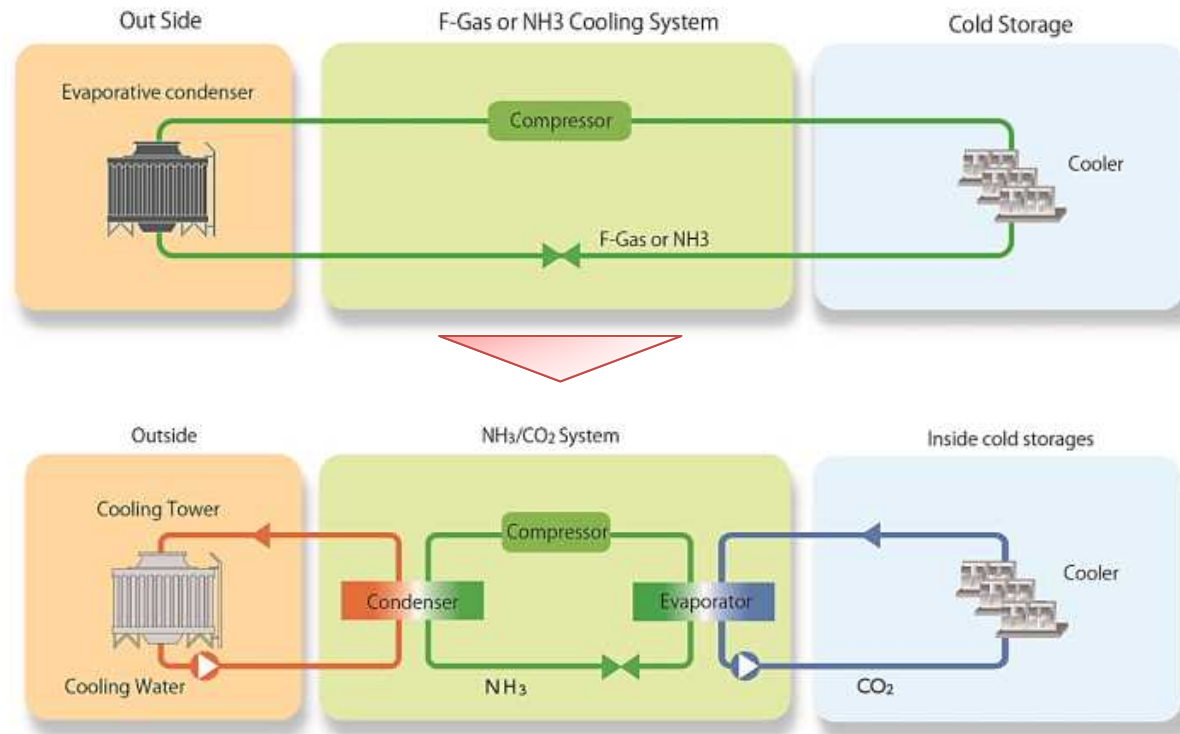 Out Side
F-Gas or NH3 Cooling System
Cold Storage
Evaporative condenser
Compressor
Cooler
F-Gas or NH3
Outside
NH₃/CO₂ System
Inside cold storages
Cooling Tower
Compressor
Condenser
Evaporator
Cooler
Cooling Water
NH₃
CO₂